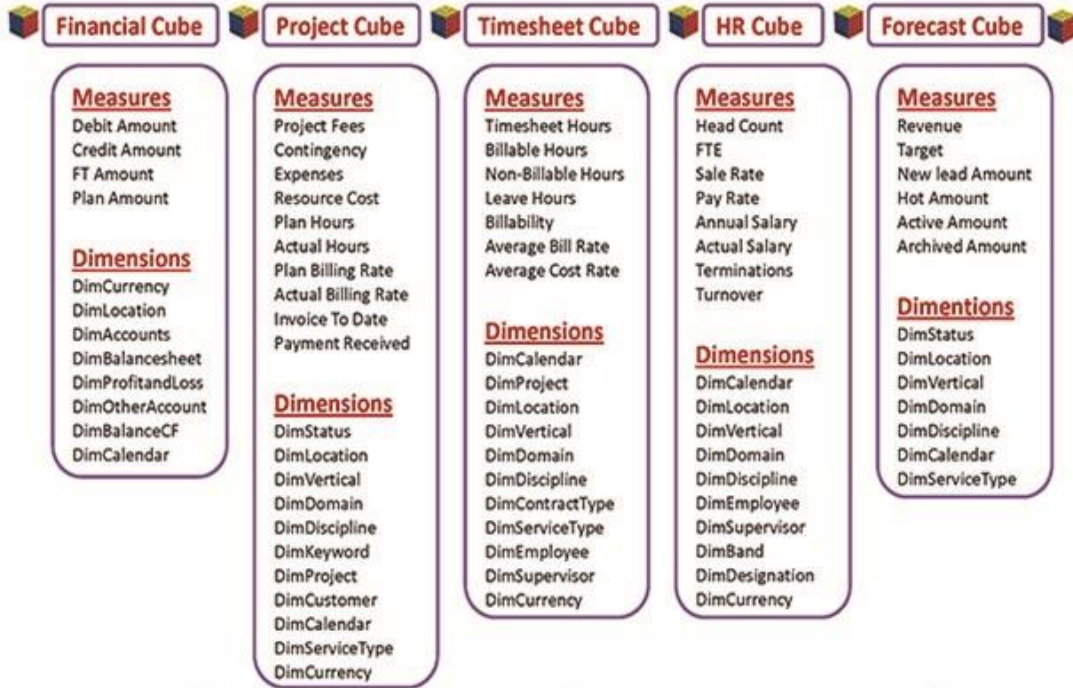 Financial Cube
Project Cube
Timesheet Cube
HR Cube
Forecast Cube
Measures
Debit Amount
Credit Amount
FT Amount
Plan Amount
Dimensions
DimCurrency
DimLocation
DimAccounts
DimBalancesheet
DimProfitandLoss
DimOtherAccount
DimBalanceCF
DimCalendar
Measures
Project Fees
Contingency
Expenses
Resource Cost
Plan Hours
Actual Hours
Plan Billing Rate
Actual Billing Rate
Invoice To Date
Payment Received
Dimensions
DimStatus
DimLocation
DimVertical
DimDomain
DimDiscipline
DimKeyword
DimProject
DimCustomer
DimCalendar
DimServiceType
DimCurrency
Measures
Timesheet Hours
Billable Hours
Non-Billable Hours
Leave Hours
Billability
Average Bill Rate
Average Cost Rate
Dimensions
DimCalendar
DimProject
DimLocation
DimVertical
DimDomain
DimDiscipline
DimContractType
DimServiceType
DimEmployee
DimSupervisor
DimCurrency
Measures
Head Count
FTE
Sale Rate
Pay Rate
Annual Salary
Actual Salary
Terminations
Turnover
Dimensions
DimCalendar
DimLocation
DimVertical
DimDomain
DimDiscipline
DimEmployee
DimSupervisor
DimBand
DimDesignation
DimCurrency
Measures
Revenue
Target
New lead Amount
Hot Amount
Active Amount
Archived Amount
Dimentions
DimStatus
DimLocation
DimVertical
DimDomain
DimDiscipline
DimCalendar
DimServiceType